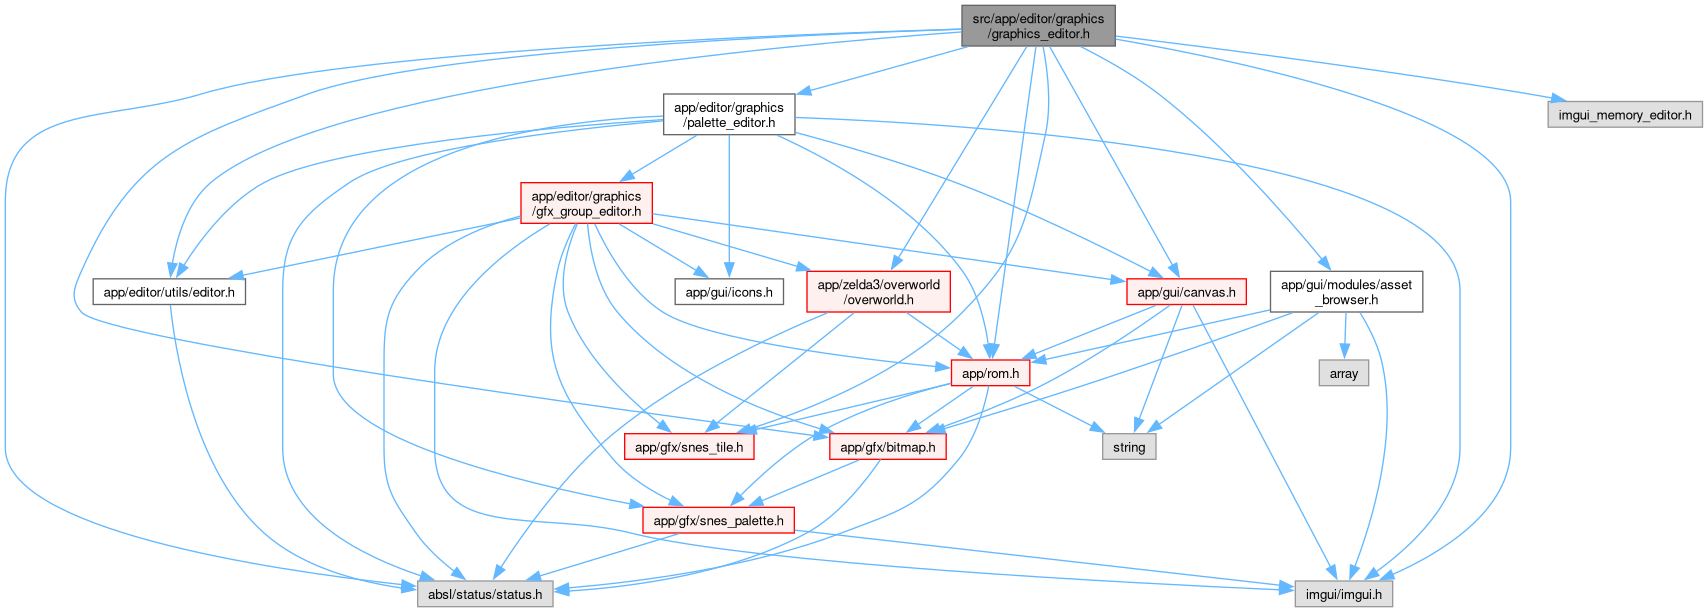 src/app/editor/graphics
/graphics_editor.h
app/editor/graphics
/palette_editor.h
imgui_memory_editor.h
app/editor/graphics
/gfx_group_editor.h
app/editor/utils/editor.h
app/gui/icons.h
app/zelda3/overworld
/overworld.h
app/gui/canvas.h
app/gui/modules/asset
_browser.h
app/rom.h
array
app/gfx/snes_tile.h
app/gfx/bitmap.h
string
app/gfx/snes_palette.h
absl/status/status.h
imgui/imgui.h